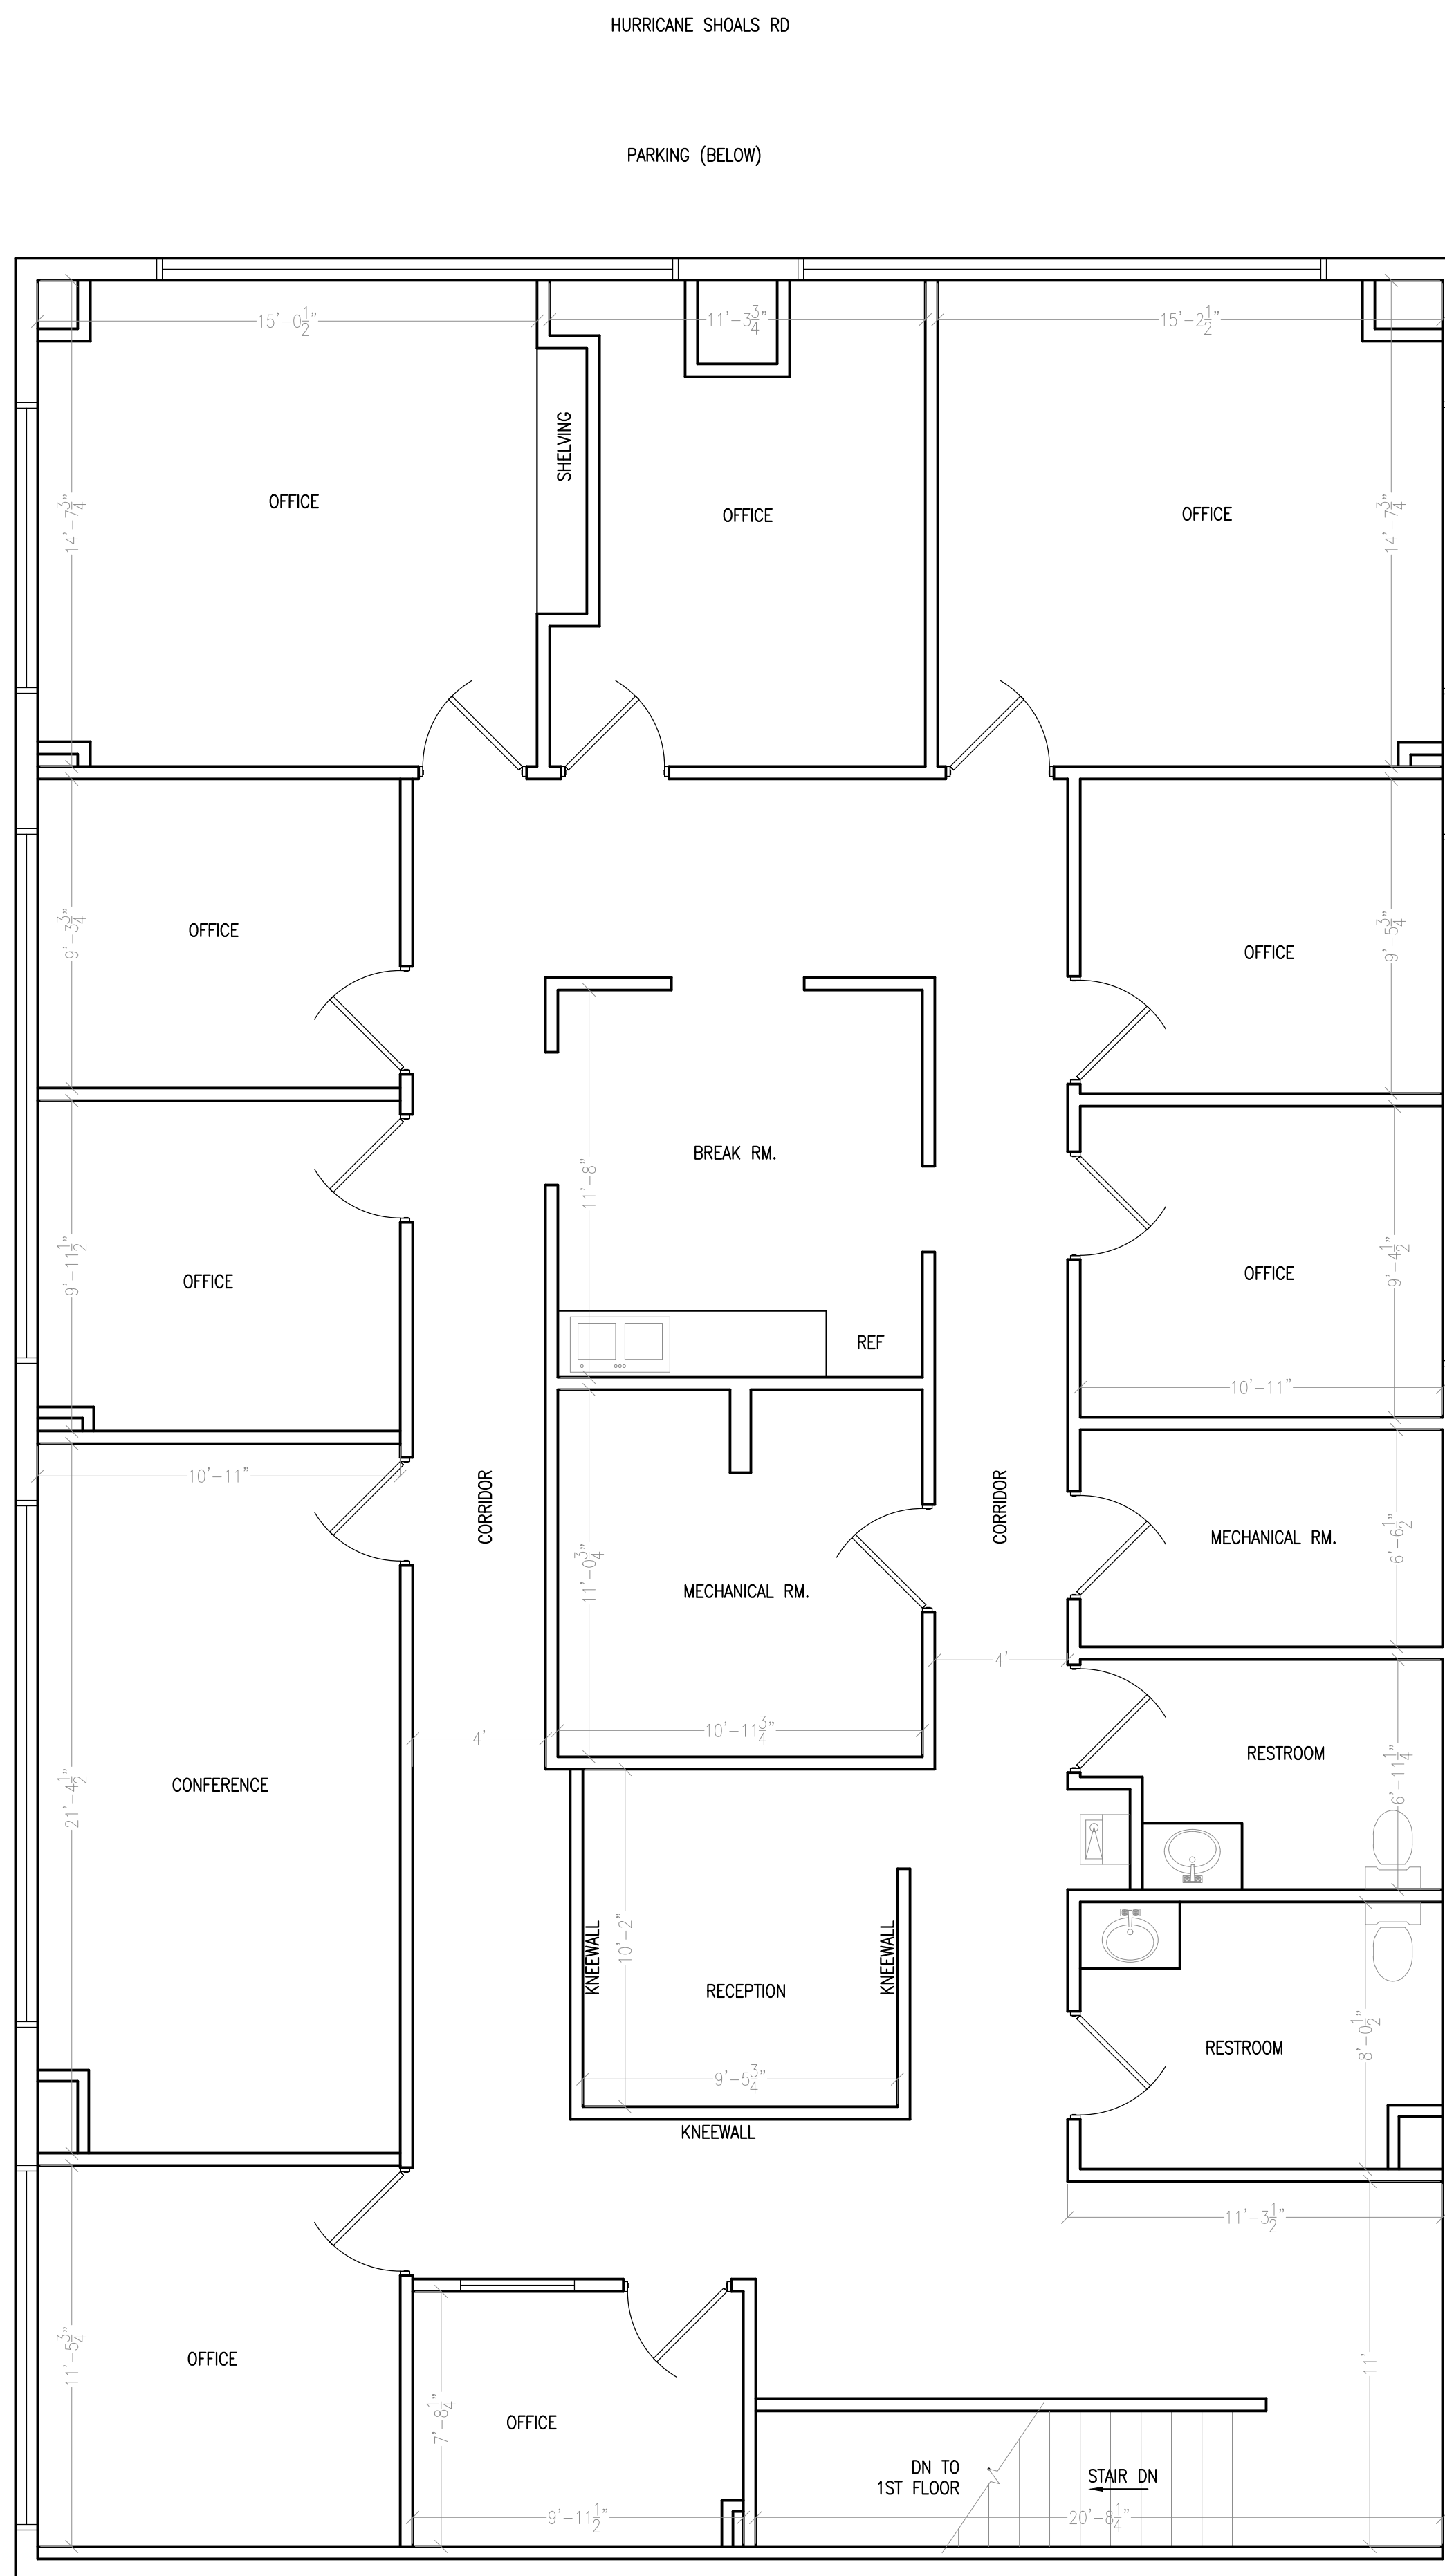 HURRICANE SHOALS RD
PARKING (BELOW)
15'-0 1/2"
11'-3 3/4"
15'-2 1/2"
SHELVING
OFFICE
OFFICE
OFFICE
14'-7 3/4"
14'-7 3/4"
OFFICE
9'-3 3/4"
OFFICE
9'-5 3/4"
BREAK RM.
11'-8"
OFFICE
9'-11 1/2"
OFFICE
9'-4 1/2"
REF
10'-11"
10'-11"
CORRIDOR
CORRIDOR
MECHANICAL RM.
6'-6 1/2"
MECHANICAL RM.
11'-0 3/4"
4'
10'-11 3/4"
4'
RESTROOM
6'-11 1/4"
CONFERENCE
21'-4 1/2"
KNEEWALL
10'-2"
KNEEWALL
RECEPTION
RESTROOM
8'-0 1/2"
9'-5 3/4"
KNEEWALL
11'-3 1/2"
OFFICE
11'-5 3/4"
11'
OFFICE
7'-8 1/4"
DN TO
1ST FLOOR
STAIR DN
9'-11 1/2"
20'-8 1/4"